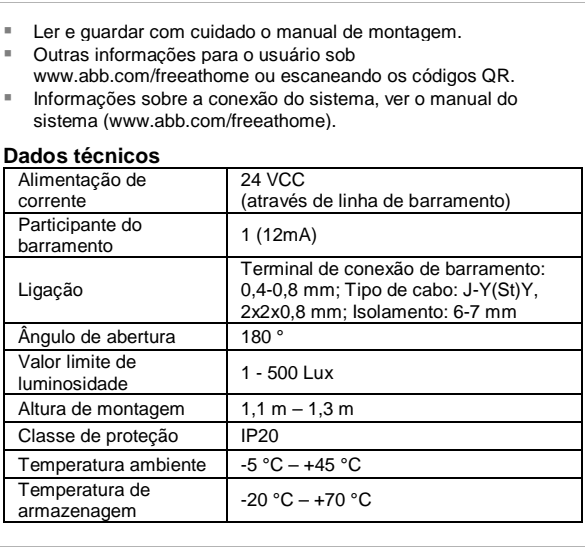 ▪ Ler e guardar com cuidado o manual de montagem.
▪ Outras informações para o usuário sob
www.abb.com/freeathome ou escaneando os códigos QR.
▪ Informações sobre a conexão do sistema, ver o manual do
sistema (www.abb.com/freeathome).
Dados técnicos
Alimentação de
corrente
24 VCC
(através de linha de barramento)
Participante do
barramento
1 (12mA)
Ligação
Terminal de conexão de barramento:
0,4-0,8 mm; Tipo de cabo: J-Y(St)Y,
2x2x0,8 mm; Isolamento: 6-7 mm
Ângulo de abertura
180 °
Valor limite de
luminosidade
1 - 500 Lux
Altura de montagem
1,1 m – 1,3 m
Classe de proteção
IP20
Temperatura ambiente
-5 °C – +45 °C
Temperatura de
armazenagem
-20 °C – +70 °C